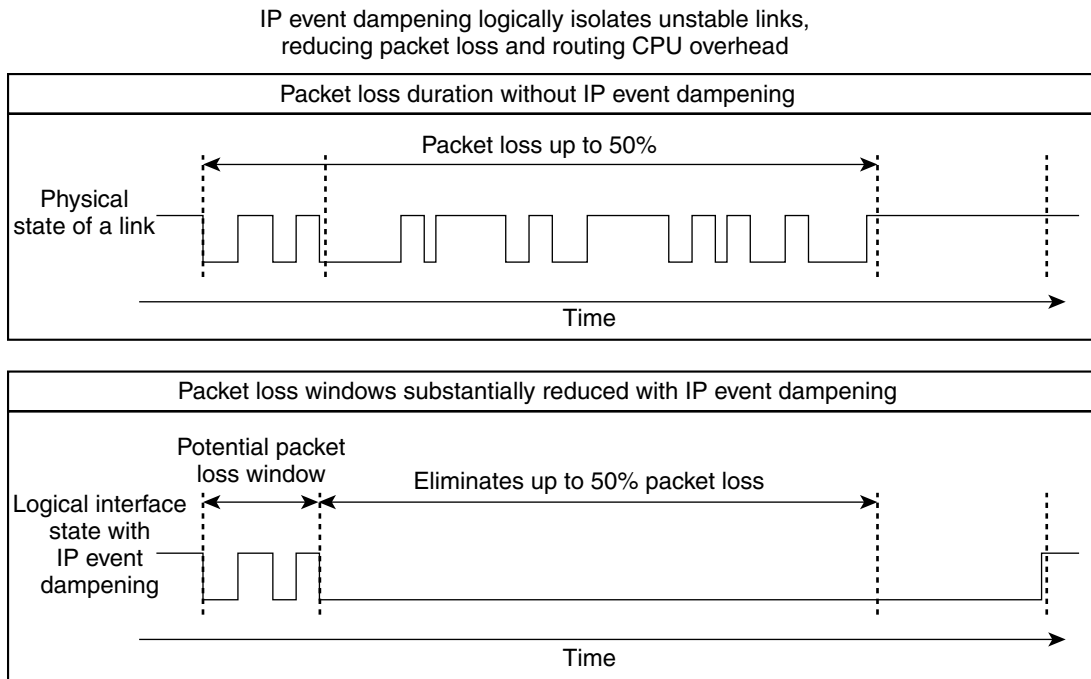 IP event dampening logically isolates unstable links,
reducing packet loss and routing CPU overhead
Packet loss duration without IP event dampening
Packet loss up to 50%
Physical
state of a link
Time
Packet loss windows substantially reduced with IP event dampening
Potential packet
loss window
Eliminates up to 50% packet loss
Logical interface
state with
IP event
dampening
Time